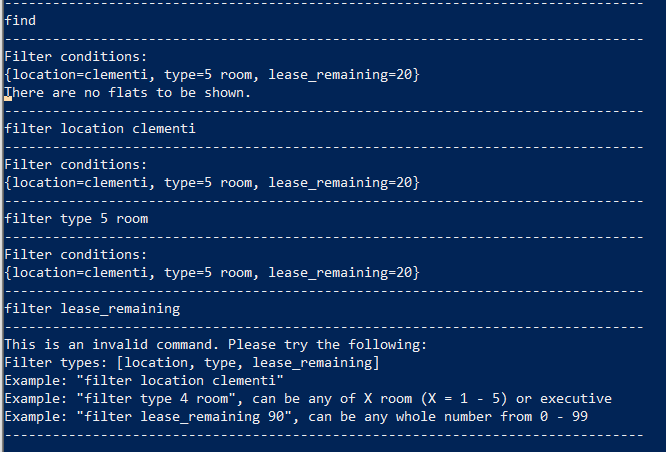 --------------------------------------------------------------------------------
find
--------------------------------------------------------------------------------
Filter conditions:
{location=clementi, type=5 room, lease_remaining=20}
There are no flats to be shown.
--------------------------------------------------------------------------------
filter location clementi
--------------------------------------------------------------------------------
Filter conditions:
{location=clementi, type=5 room, lease_remaining=20}
--------------------------------------------------------------------------------
filter type 5 room
--------------------------------------------------------------------------------
Filter conditions:
{location=clementi, type=5 room, lease_remaining=20}
--------------------------------------------------------------------------------
filter lease_remaining
--------------------------------------------------------------------------------
This is an invalid command. Please try the following:
Filter types: [location, type, lease_remaining]
Example: "filter location clementi"
Example: "filter type 4 room", can be any of X room (X = 1 - 5) or executive
Example: "filter lease_remaining 90", can be any whole number from 0 - 99
--------------------------------------------------------------------------------